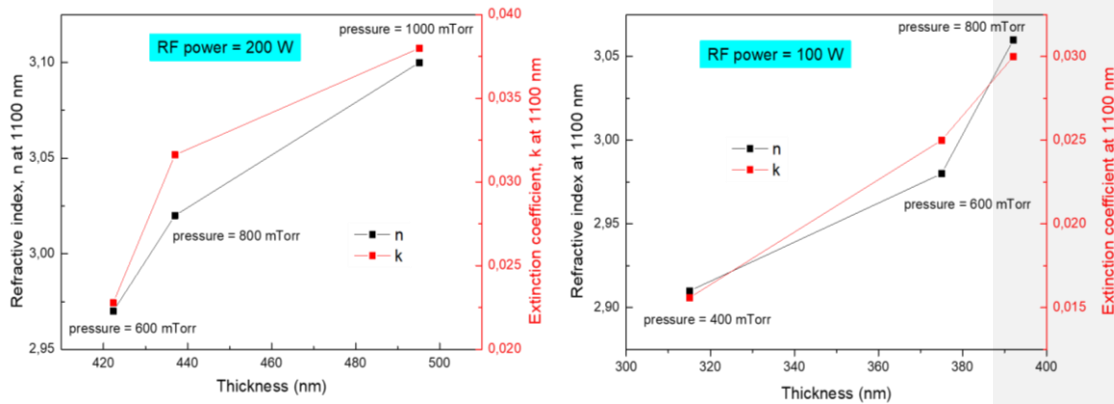 RF power = 200 W
pressure = 1000 mTorr
pressure = 800 mTorr
pressure = 600 mTorr
n
k
3,10
3,05
3,00
2,95
Refractive index, n at 1100 nm
420
440
460
480
500
Thickness (nm)
0,040
0,035
0,030
0,025
0,020
Extinction coefficient, k at 1100 nm
RF power = 100 W
pressure = 800 mTorr
pressure = 600 mTorr
pressure = 400 mTorr
n
k
3,05
3,00
2,95
2,90
Refractive index at 1100 nm
300
320
340
360
380
400
Thickness (nm)
0,030
0,025
0,020
0,015
Extinction coefficient at 1100 nm